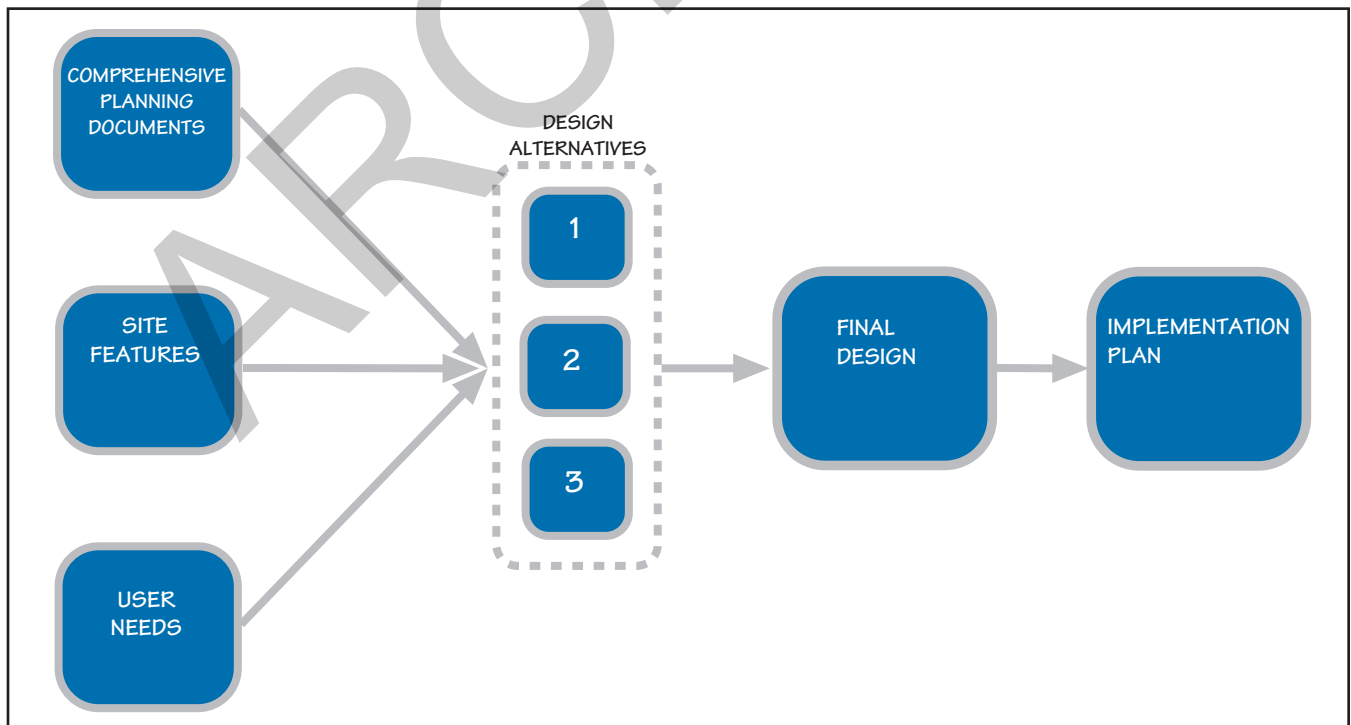 COMPREHENSIVE
PLANNING
DOCUMENTS
SITE
FEATURES
USER
NEEDS
DESIGN
ALTERNATIVES
1
2
3
FINAL
DESIGN
IMPLEMENTATION
PLAN